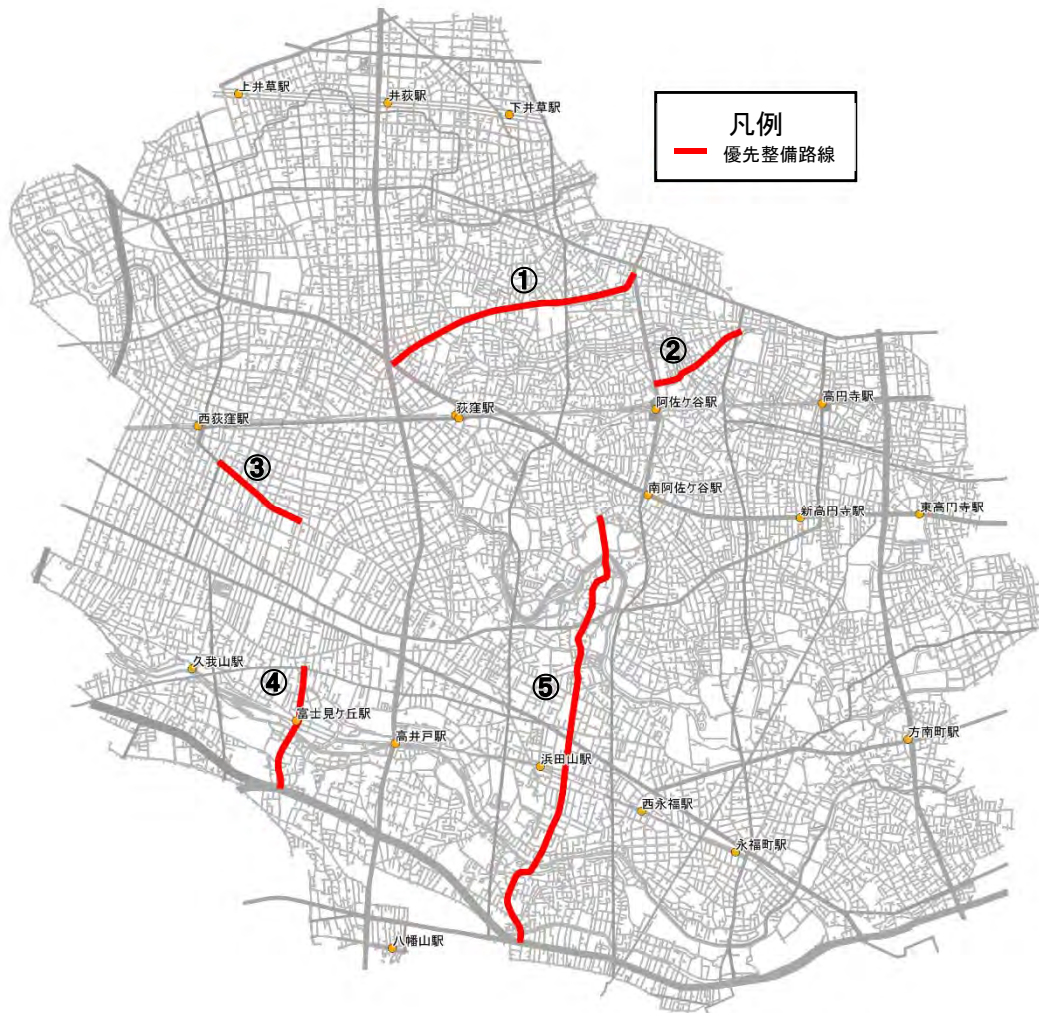 上井草駅
井荻駅
下井草駅
凡例
優先整備路線
①
②
阿佐ケ谷駅
高円寺駅
荻窪駅
西荻窪駅
③
南阿佐ケ谷駅
新高円寺駅
東高円寺駅
久我山駅
④
⑤
富士見ケ丘駅
高井戸駅
方南町駅
浜田山駅
西永福駅
永福町駅
八幡山駅